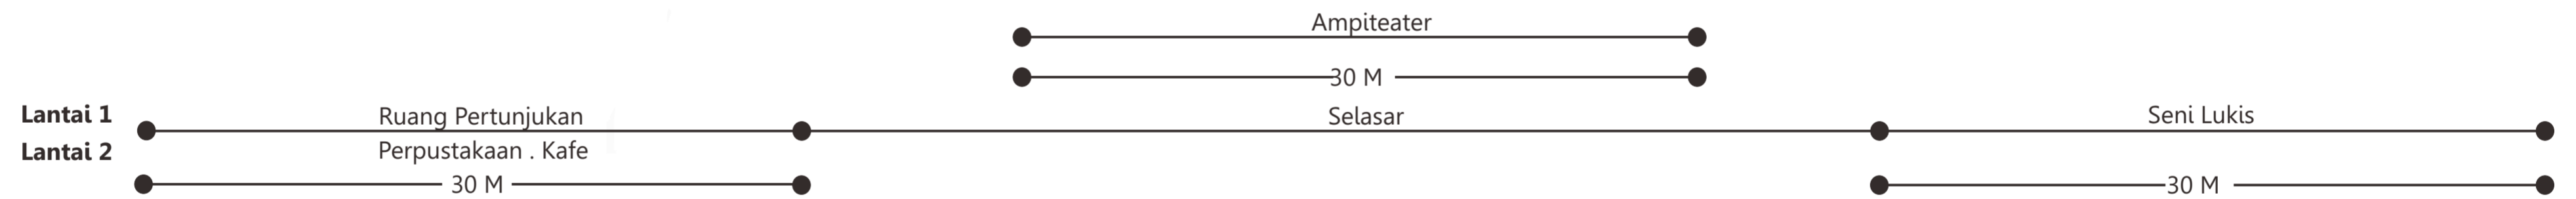 Ampiteater
30 M
Lantai 1 Ruang Pertunjukan Selasar Seni Lukis
Lantai 2 Perpustakaan . Kafe
30 M 30 M